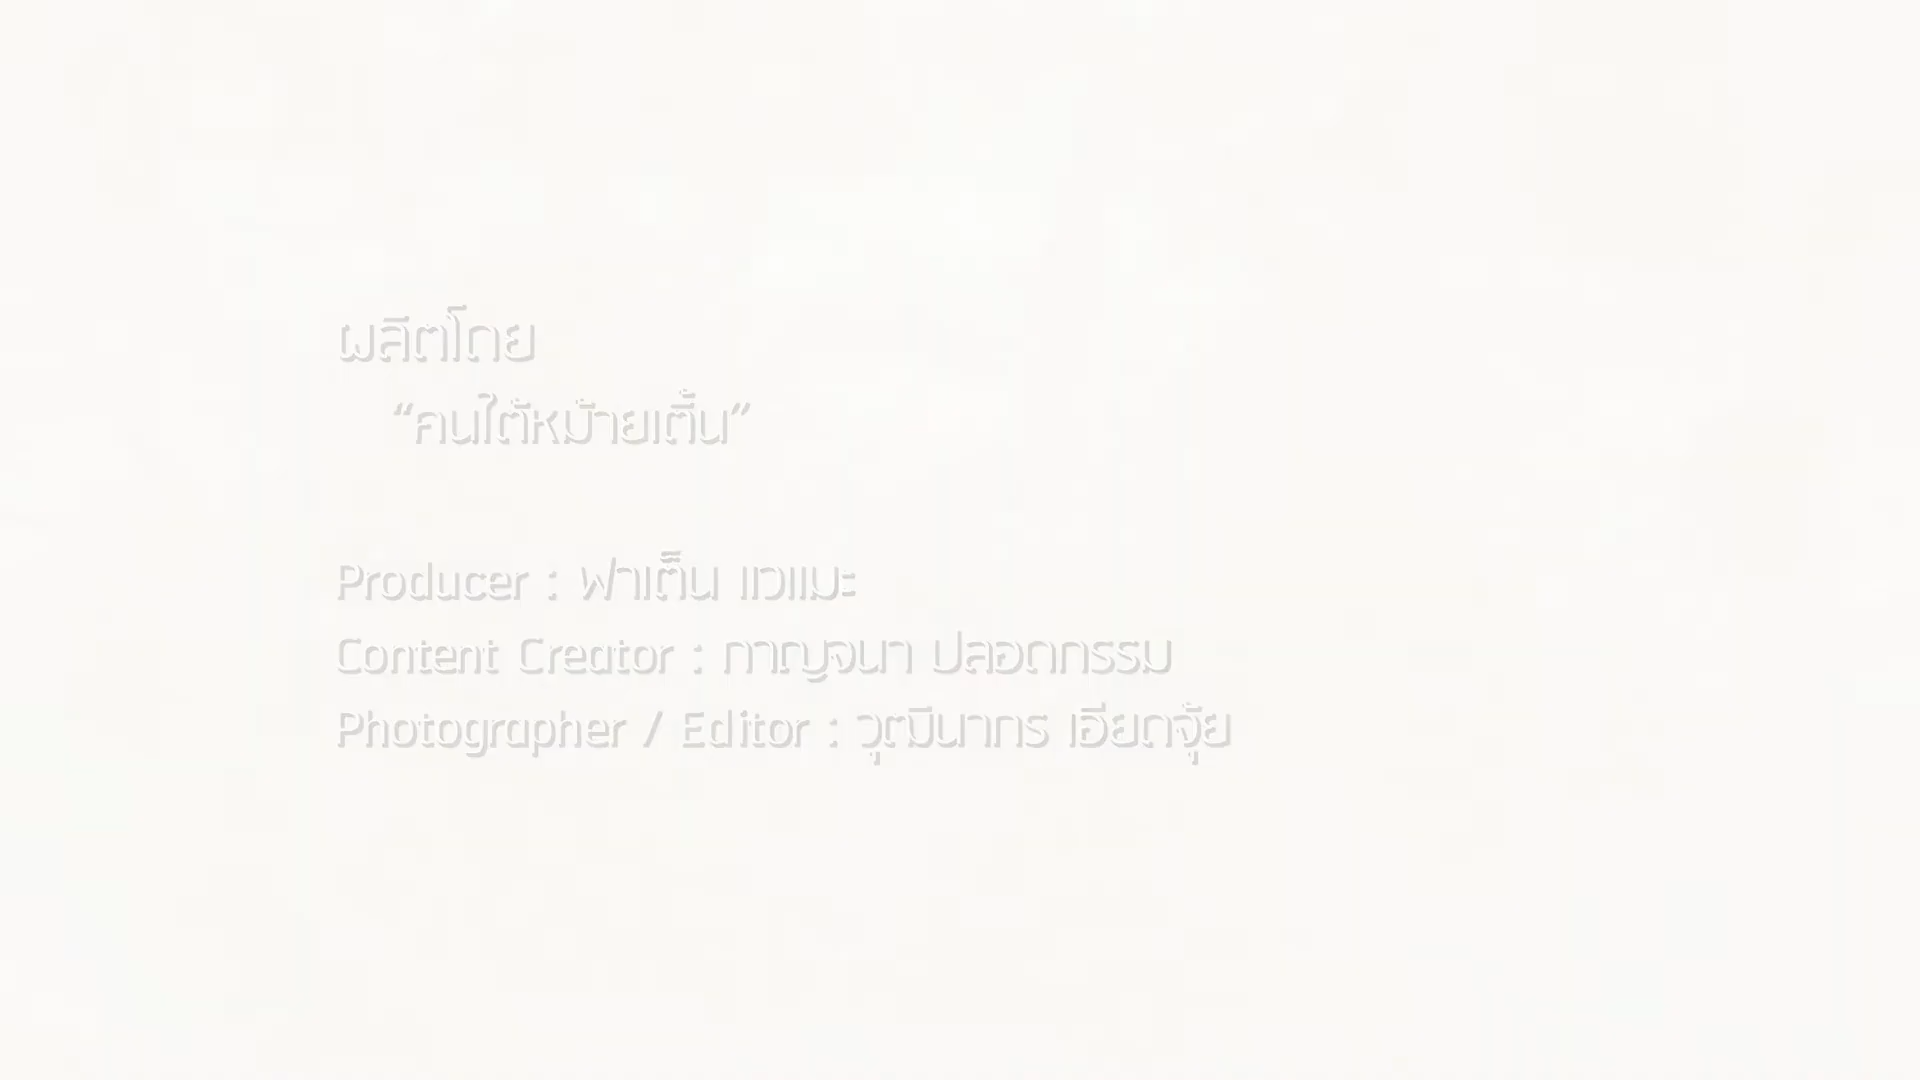 ผลิตโดย
“คนใต้หม้ายเตี้น”
Producer : ฟาเต็น แวแมะ
Content Creator : กาญจนา ปลอดกรรม
Photographer / Editor : วุฒินากร เอียดจุ้ย